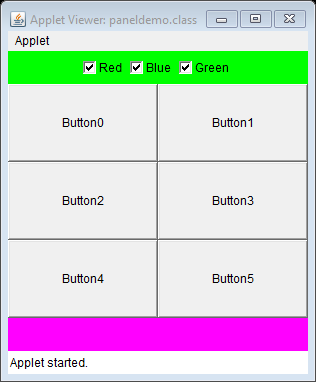 Applet Viewer: paneldemo.class
Applet
Red Blue Green
Button0 Button1
Button2 Button3
Button4 Button5
Applet started.